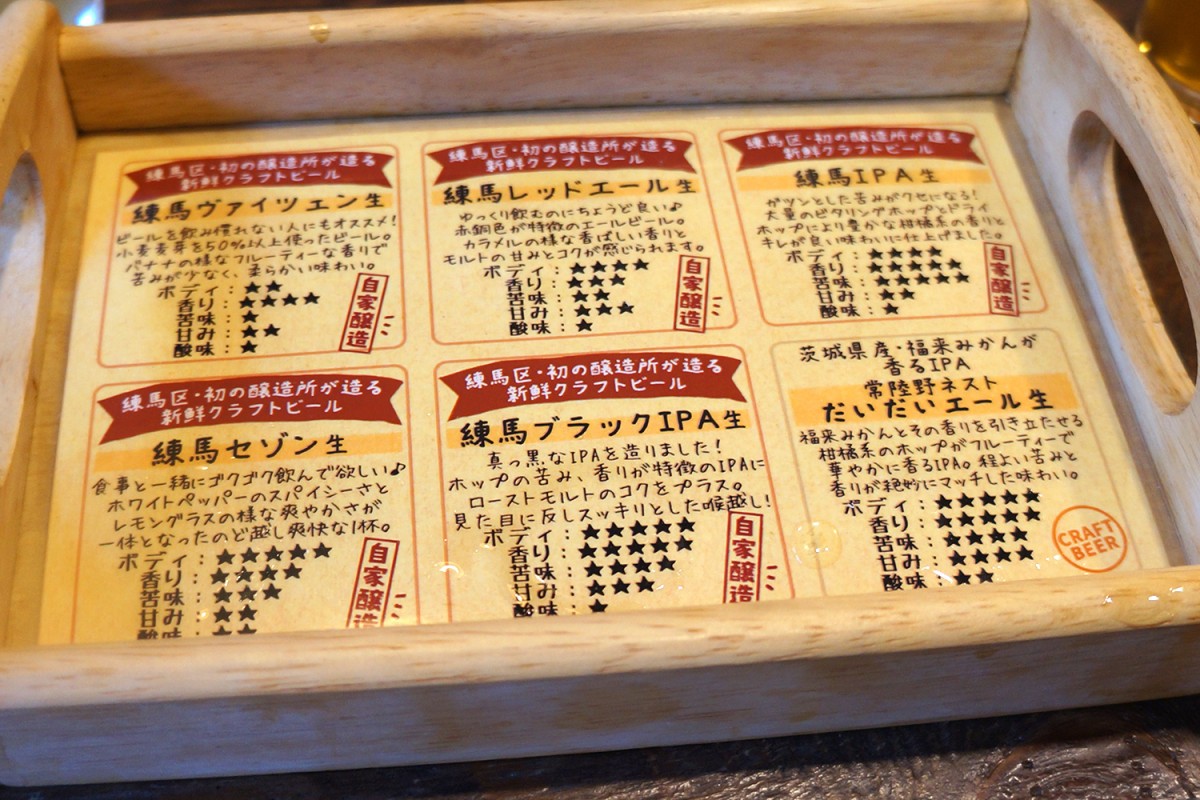 練馬区・初の醸造所が造る
新鮮クラフトビール
練馬ヴァイツェン生
ビールを飲み慣れない人にもオススメ!
小麦麦芽を50%以上使ったビール。
バナナの様なフルーティーな香りで
苦みが少なく、柔らかい味わい。
ボディ:★★
香り:★★★★
苦味:★
甘み:★★
酸味:★
自家醸造
練馬区・初の醸造所が造る
新鮮クラフトビール
練馬レッドエール生
ゆっくり飲むのにちょうど良い♪
赤銅色が特徴のエールビール。
カラメルの様な香ばしい香りと
モルトの甘みとコクが感じられます。
ボディ:★★★★
香り:★★★
苦味:★★
甘み:★★★
酸味:★
自家醸造
練馬区・初の醸造所が造る
新鮮クラフトビール
練馬IPA生
ガツンとした苦みがクセになる!
大量のビタリングホップとドライ
ホップにより豊かな柑橘系の香りと
キレが良い味わいに仕上げました。
ボディ:★★★★
香り:★★★★★
苦味:★★★★★
甘み:★★
酸味:★
自家醸造
練馬区・初の醸造所が造る
新鮮クラフトビール
練馬セゾン生
食事と一緒にゴクゴク飲んで欲しい♪
ホワイトペッパーのスパイシーさと
レモングラスの様な爽やかさが
一体となったのど越し爽快な1杯。
ボディ:★★★★★
香り:★★★★
苦味:★★★
甘み:★★
酸味:★★
自家醸造
練馬区・初の醸造所が造る
新鮮クラフトビール
練馬ブラックIPA生
真っ黒なIPAを造りました!
ホップの苦み、香りが特徴のIPAに
ローストモルトのコクをプラス。
見た目に反しスッキリとした喉越し!
ボディ:★★★★★
香り:★★★★★
苦味:★★★★
甘み:★★★
酸味:★
自家醸造
茨城県産・福来みかんが
香るIPA
常陸野ネスト
だいだいエール生
福来みかんとその香りを引き立たせる
柑橘系のホップがフルーティーで
華やかに香るIPA。程よい苦みと
香りが絶妙にマッチした味わい。
ボディ:★★★★★
香り:★★★★★
苦味:★★★★
甘み:★★★★
酸味:★★
CRAFT
BEER